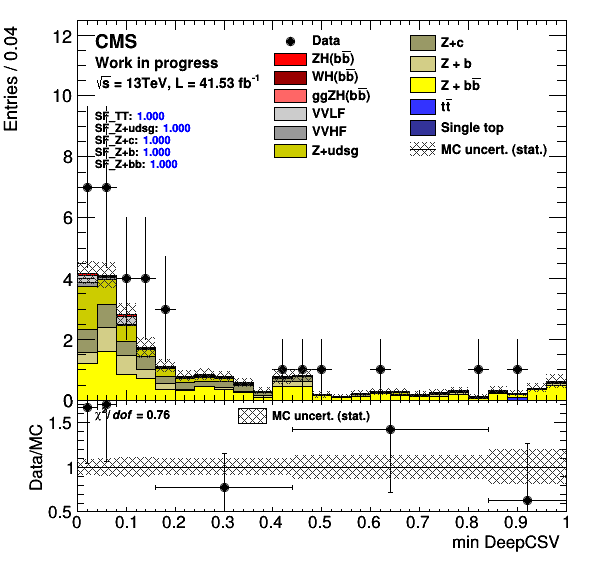 CMS
Work in progress
√s = 13TeV, L = 41.53 fb⁻¹
SF_TT: 1.000
SF_Z+udsg: 1.000
SF_Z+c: 1.000
SF_Z+b: 1.000
SF_Z+bb: 1.000
Data
ZH(bb̅)
WH(bb̅)
ggZH(bb̅)
VVLF
VVHF
Z+udsg
Z+c
Z + b
Z + bb̅
tt̅
Single top
MC uncert. (stat.)
Entries / 0.04
12
10
8
6
4
2
0
χ²/dof = 0.76
MC uncert. (stat.)
Data/MC
1.5
1
0.5
0 0.1 0.2 0.3 0.4 0.5 0.6 0.7 0.8 0.9 1
min DeepCSV